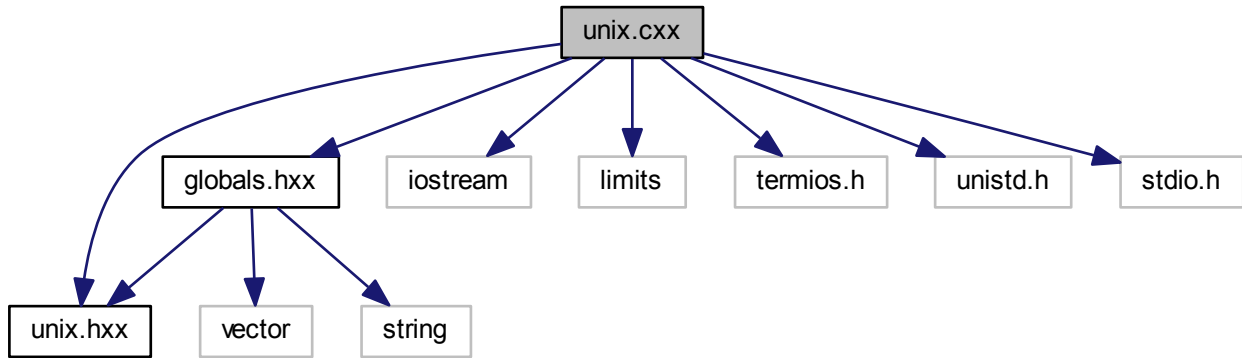 unix.cxx
globals.hxx
iostream
limits
termios.h
unistd.h
stdio.h
unix.hxx
vector
string